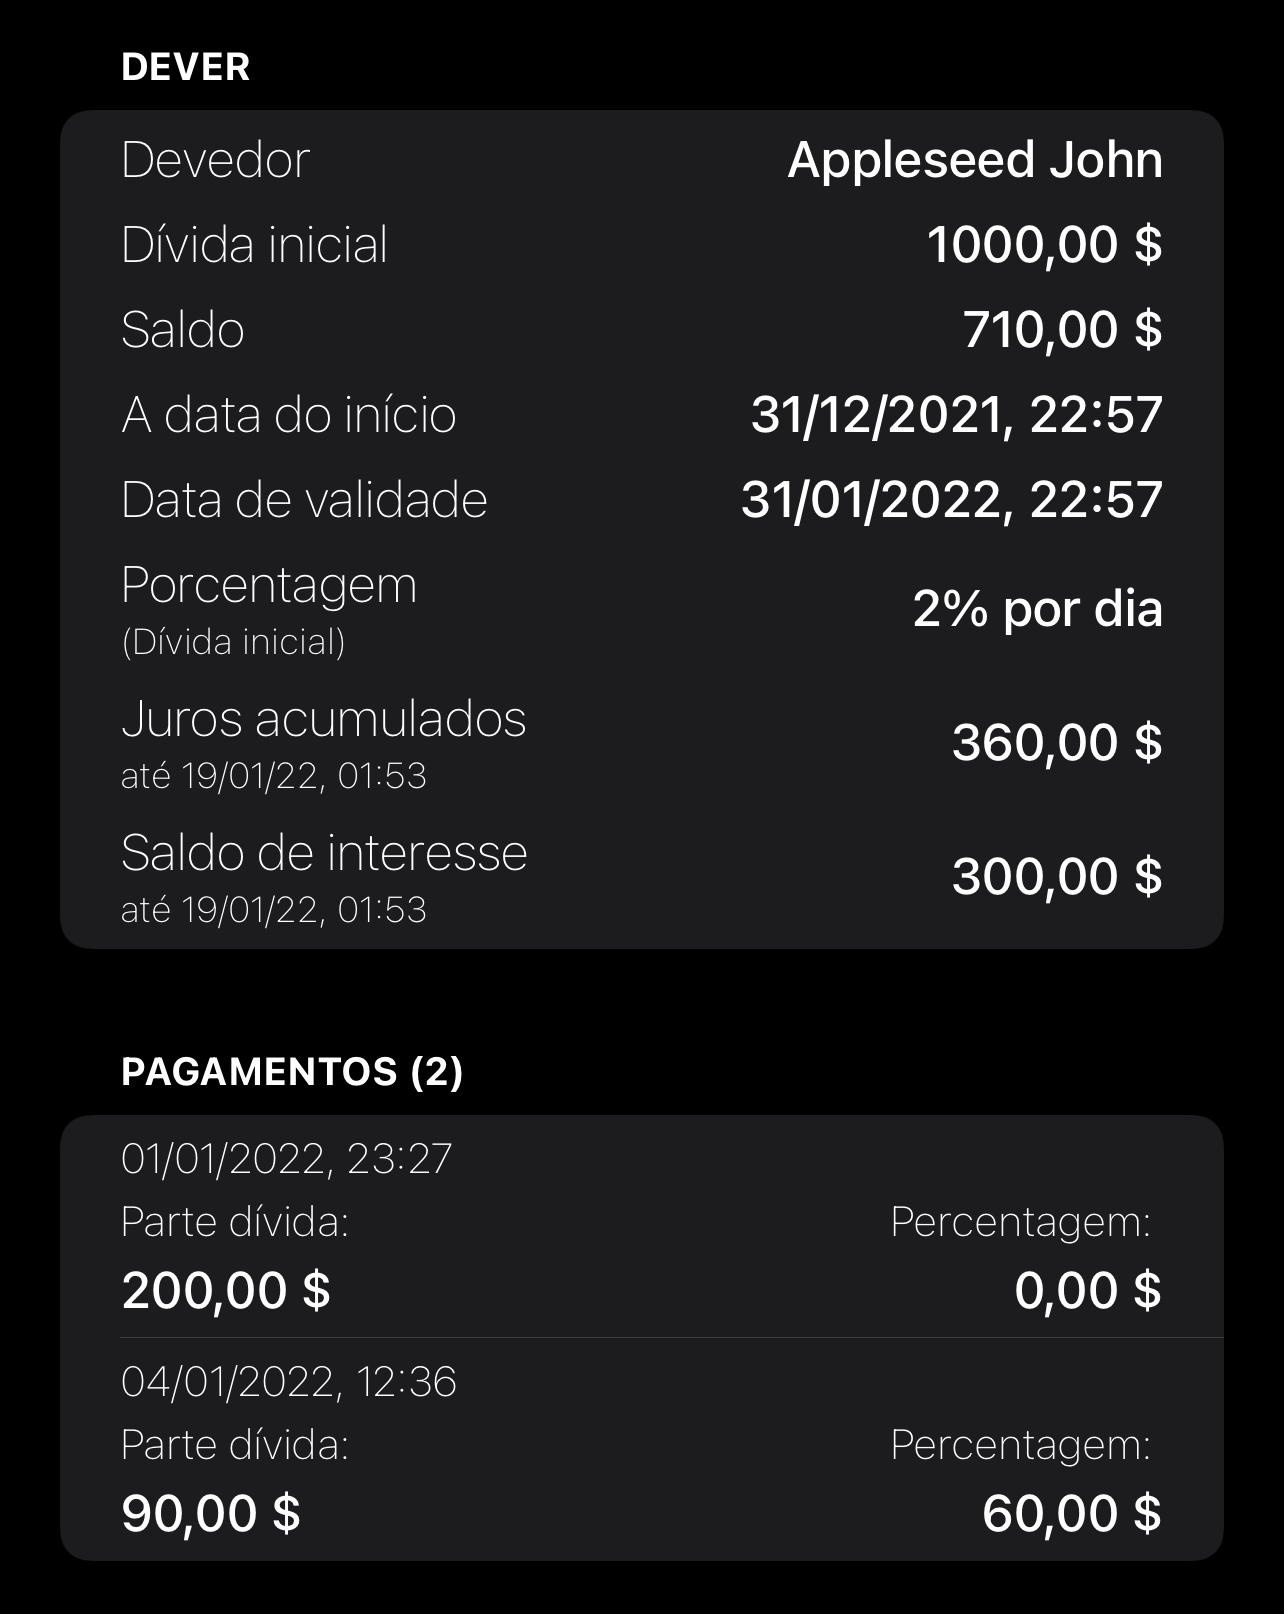 DEVER
Devedor Appleseed John
Dívida inicial 1000,00 $
Saldo 710,00 $
A data do início 31/12/2021, 22:57
Data de validade 31/01/2022, 22:57
Porcentagem
(Dívida inicial)
2% por dia
Juros acumulados
até 19/01/22, 01:53
360,00 $
Saldo de interesse
até 19/01/22, 01:53
300,00 $
PAGAMENTOS (2)
01/01/2022, 23:27
Parte dívida: Percentagem:
200,00 $ 0,00 $
04/01/2022, 12:36
Parte dívida: Percentagem:
90,00 $ 60,00 $